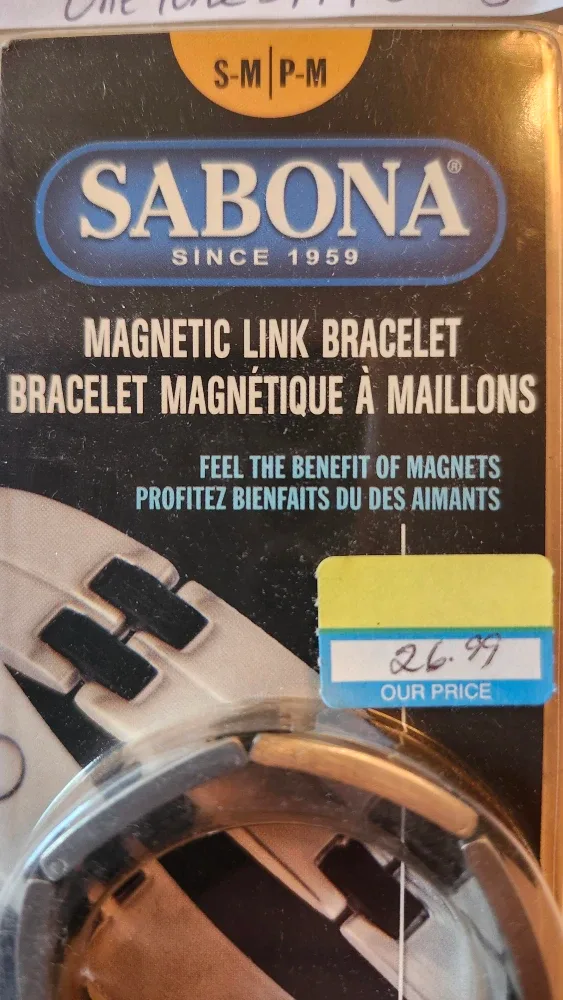 S-M | P-M
SABONA®
SINCE 1959
MAGNETIC LINK BRACELET
BRACELET MAGNÉTIQUE À MAILLONS
FEEL THE BENEFIT OF MAGNETS
PROFITEZ BIENFAITS DU DES AIMANTS
26.99
OUR PRICE